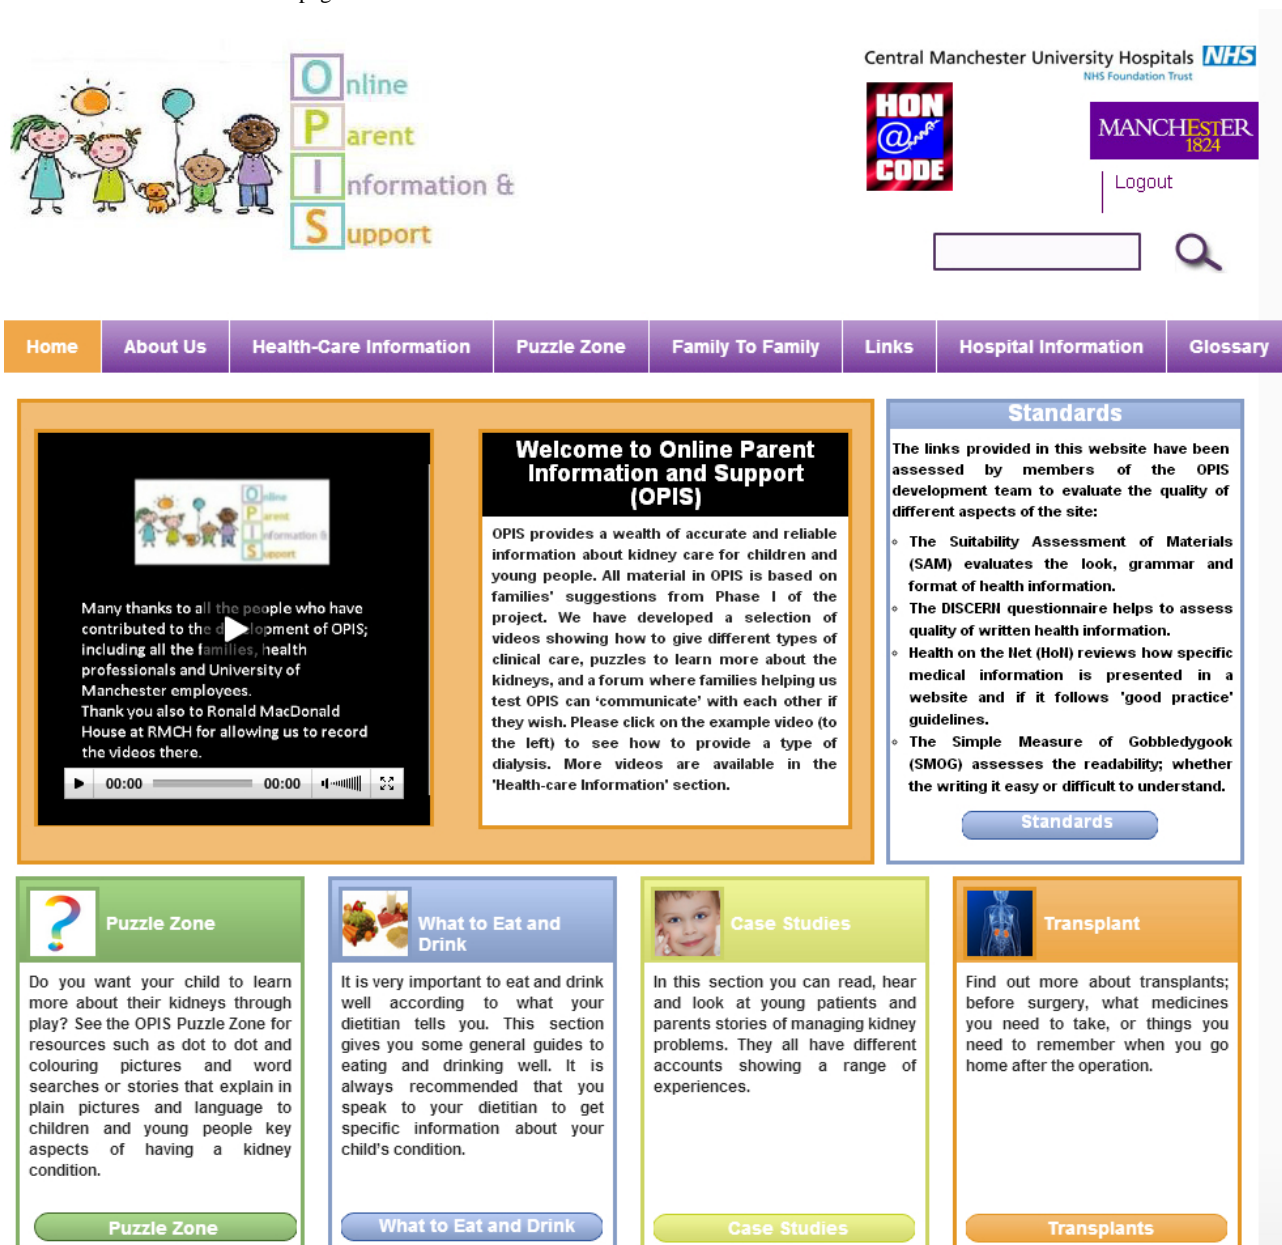 Online
Parent
Information &
Support
Central Manchester University Hospitals NHS
NHS Foundation Trust
HON
@
CODE
MANCHESTER
1824
Logout
Home
About Us
Health-Care Information
Puzzle Zone
Family To Family
Links
Hospital Information
Glossary
Online
Parent
Information &
Support
Many thanks to all the people who have
contributed to the development of OPIS;
including all the families, health
professionals and University of
Manchester employees.
Thank you also to Ronald MacDonald
House at RMCH for allowing us to record
the videos there.
00:00
00:00
Welcome to Online Parent
Information and Support
(OPIS)
OPIS provides a wealth of accurate and reliable
information about kidney care for children and
young people. All material in OPIS is based on
families' suggestions from Phase I of the
project. We have developed a selection of
videos showing how to give different types of
clinical care, puzzles to learn more about the
kidneys, and a forum where families helping us
test OPIS can 'communicate' with each other if
they wish. Please click on the example video (to
the left) to see how to provide a type of
dialysis. More videos are available in the
'Health-care Information' section.
Standards
The links provided in this website have been
assessed by members of the OPIS
development team to evaluate the quality of
different aspects of the site:
The Suitability Assessment of Materials
(SAM) evaluates the look, grammar and
format of health information.
The DISCERN questionnaire helps to assess
quality of written health information.
Health on the Net (HoN) reviews how specific
medical information is presented in a
website and if it follows 'good practice'
guidelines.
The Simple Measure of Gobbledygook
(SMOG) assesses the readability; whether
the writing it easy or difficult to understand.
Standards
Puzzle Zone
Do you want your child to learn
more about their kidneys through
play? See the OPIS Puzzle Zone for
resources such as dot to dot and
colouring pictures and word
searches or stories that explain in
plain pictures and language to
children and young people key
aspects of having a kidney
condition.
Puzzle Zone
What to Eat and
Drink
It is very important to eat and drink
well according to what your
dietitian tells you. This section
gives you some general guides to
eating and drinking well. It is
always recommended that you
speak to your dietitian to get
specific information about your
child's condition.
What to Eat and Drink
Case Studies
In this section you can read, hear
and look at young patients and
parents stories of managing kidney
problems. They all have different
accounts showing a range of
experiences.
Case Studies
Transplant
Find out more about transplants;
before surgery, what medicines
you need to take, or things you
need to remember when you go
home after the operation.
Transplants